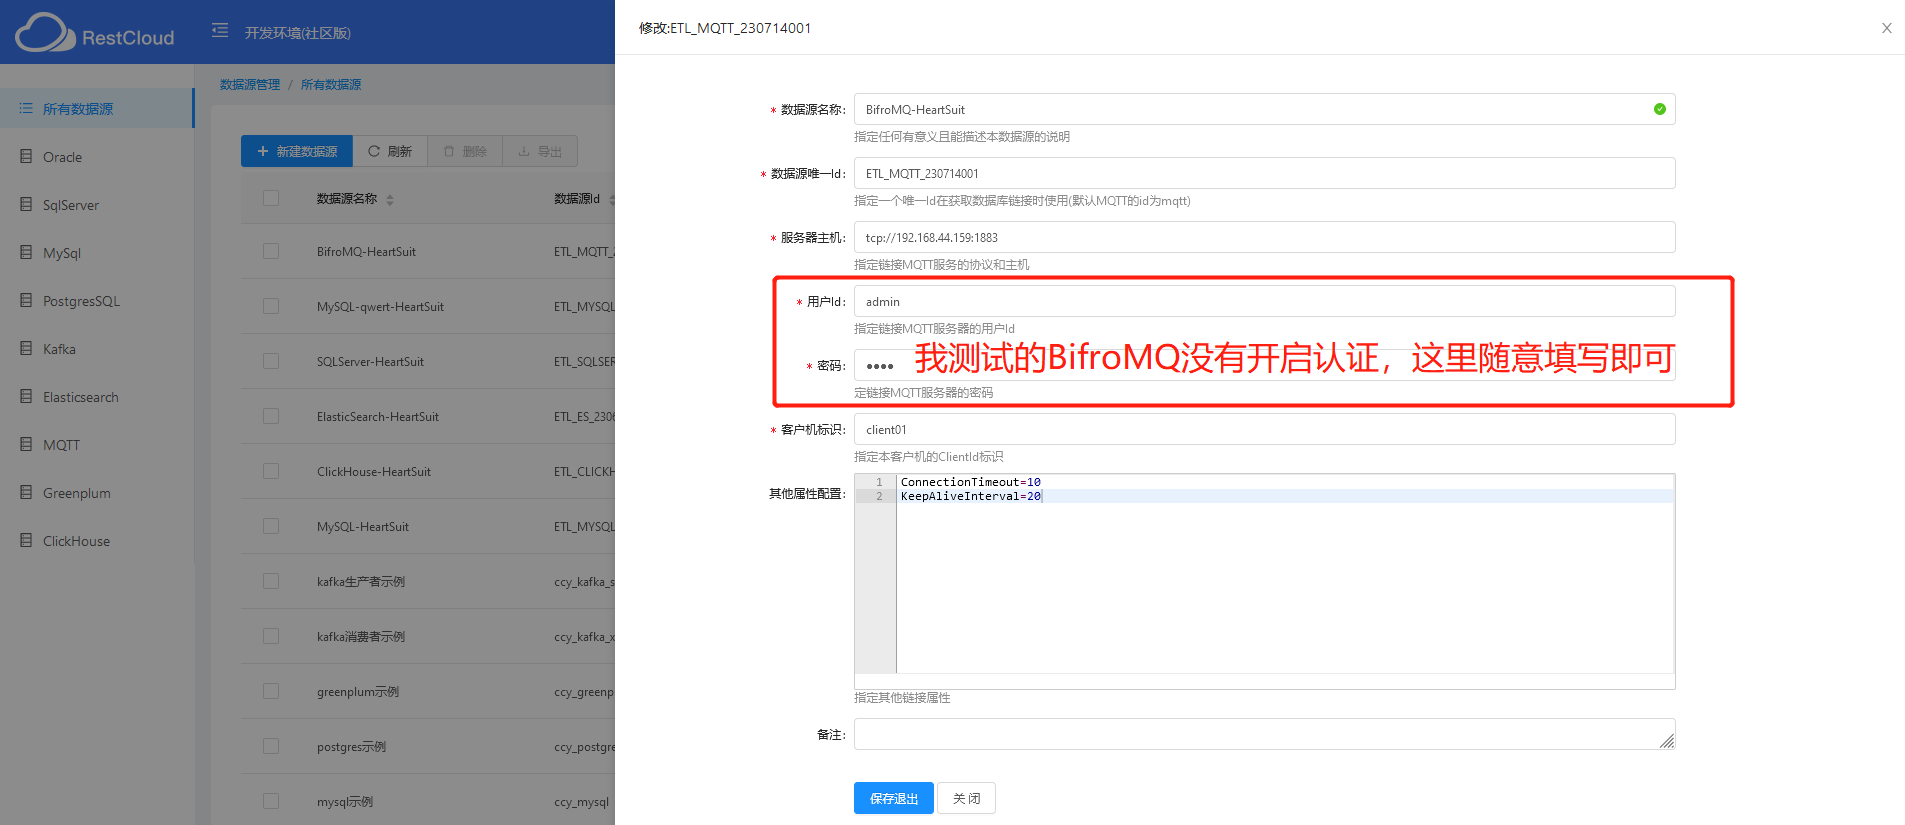 RestCloud
开发环境(社区版)
所有数据源
Oracle
SqlServer
MySql
PostgresSQL
Kafka
Elasticsearch
MQTT
Greenplum
ClickHouse
数据源管理 / 所有数据源
+ 新建数据源 刷新 删除 导出
数据源名称 数据源Id
BifroMQ-HeartSuit ETL_MQTT_2
MySQL-qwert-HeartSuit ETL_MYSQL
SQLServer-HeartSuit ETL_SQLSER
ElasticSearch-HeartSuit ETL_ES_230
ClickHouse-HeartSuit ETL_CLICKH
MySQL-HeartSuit ETL_MYSQL
kafka生产者示例 ccy_kafka_s
kafka消费者示例 ccy_kafka_x
greenplum示例 ccy_greenp
postgres示例 ccy_postgre
mysql示例 ccy_mysql
修改:ETL_MQTT_230714001
* 数据源名称: BifroMQ-HeartSuit
指定任何有意义且能描述本数据源的说明
* 数据源唯一Id: ETL_MQTT_230714001
指定一个唯一Id在获取数据库链接时使用(默认MQTT的id为mqtt)
* 服务器主机: tcp://192.168.44.159:1883
指定链接MQTT服务的协议和主机
* 用户Id: admin
指定链接MQTT服务器的用户Id
* 密码: •••• 我测试的BifroMQ没有开启认证，这里随意填写即可
定链接MQTT服务器的密码
* 客户机标识: client01
指定本客户机的ClientId标识
其他属性配置:
1 ConnectionTimeout=10
2 KeepAliveInterval=20
指定其他链接属性
备注:
保存退出 关 闭